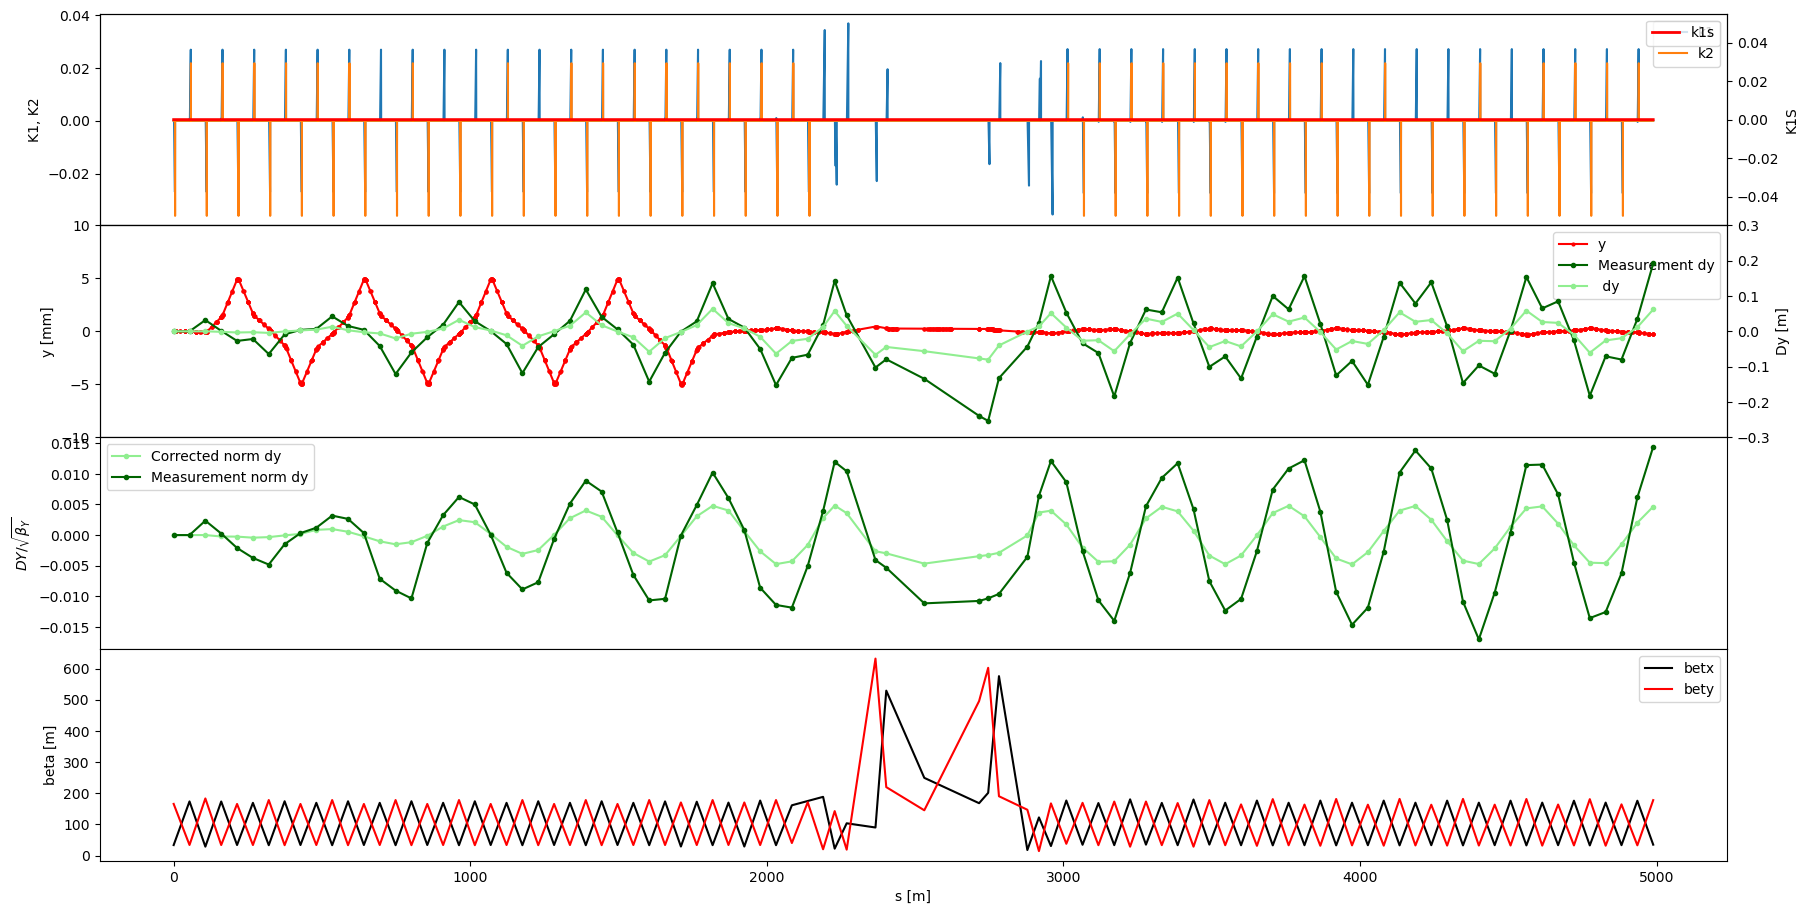 0.04
0.02
0.00
−0.02
K1, K2
k1s
k2
0.04
0.02
0.00
−0.02
−0.04
K1S
10
5
0
−5
−10
y [mm]
y
Measurement dy
dy
0.3
0.2
0.1
0.0
−0.1
−0.2
−0.3
Dy [m]
0.015
0.010
0.005
0.000
−0.005
−0.010
−0.015
DY/√β_Y
Corrected norm dy
Measurement norm dy
600
500
400
300
200
100
0
beta [m]
betx
bety
0 1000 2000 3000 4000 5000
s [m]